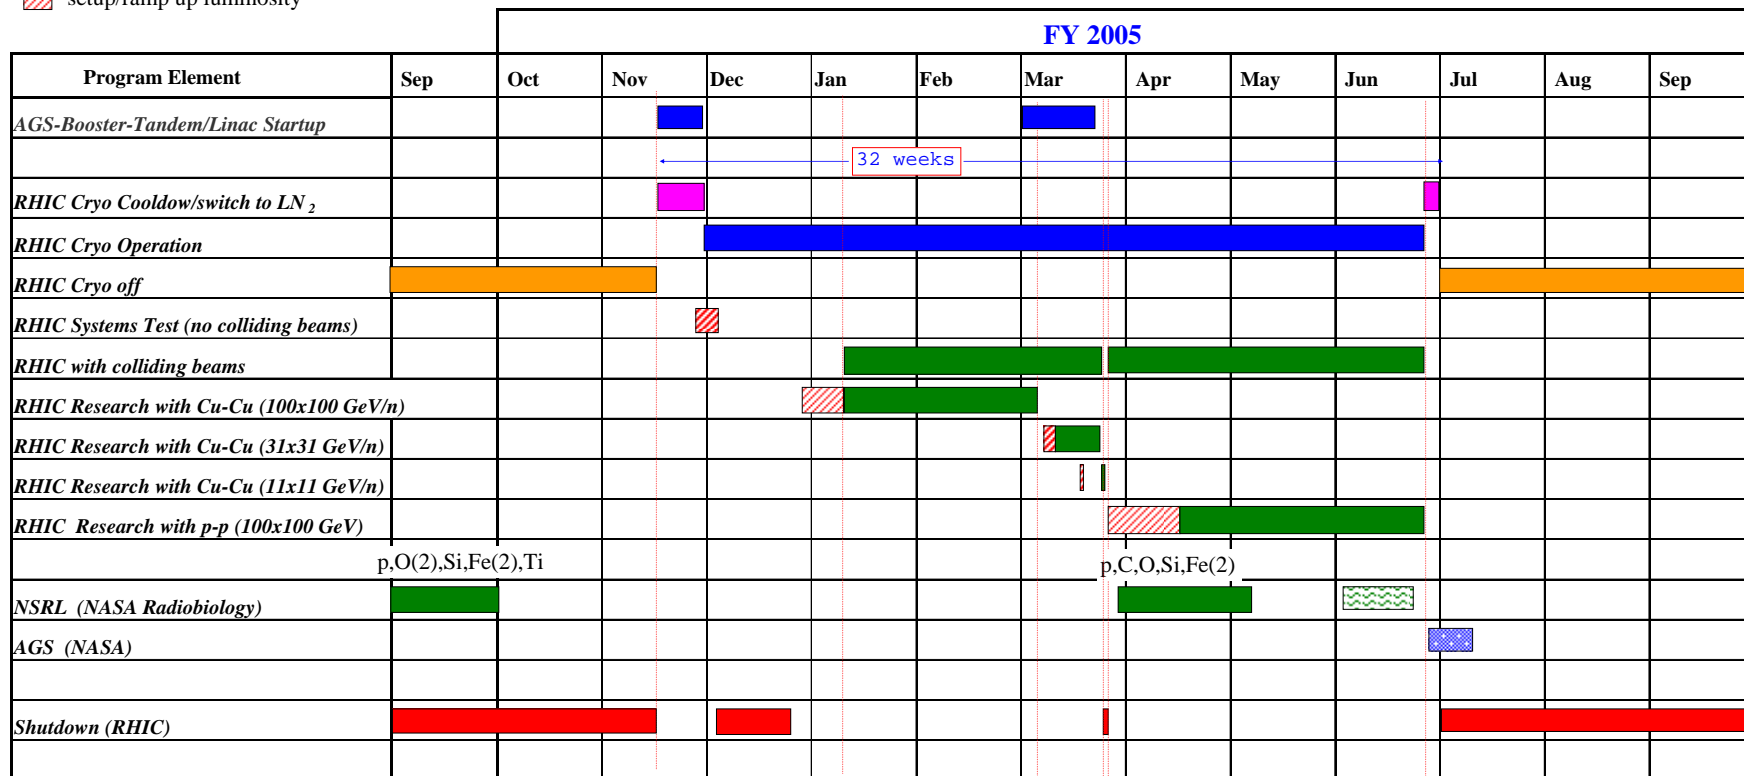 setup/ramp up luminosity
FY 2005
Program Element Sep Oct Nov Dec Jan Feb Mar Apr May Jun Jul Aug Sep
AGS-Booster-Tandem/Linac Startup
32 weeks
RHIC Cryo Cooldow/switch to LN2
RHIC Cryo Operation
RHIC Cryo off
RHIC Systems Test (no colliding beams)
RHIC with colliding beams
RHIC Research with Cu-Cu (100x100 GeV/n)
RHIC Research with Cu-Cu (31x31 GeV/n)
RHIC Research with Cu-Cu (11x11 GeV/n)
RHIC Research with p-p (100x100 GeV)
p,O(2),Si,Fe(2),Ti p,C,O,Si,Fe(2)
NSRL (NASA Radiobiology)
AGS (NASA)
Shutdown (RHIC)